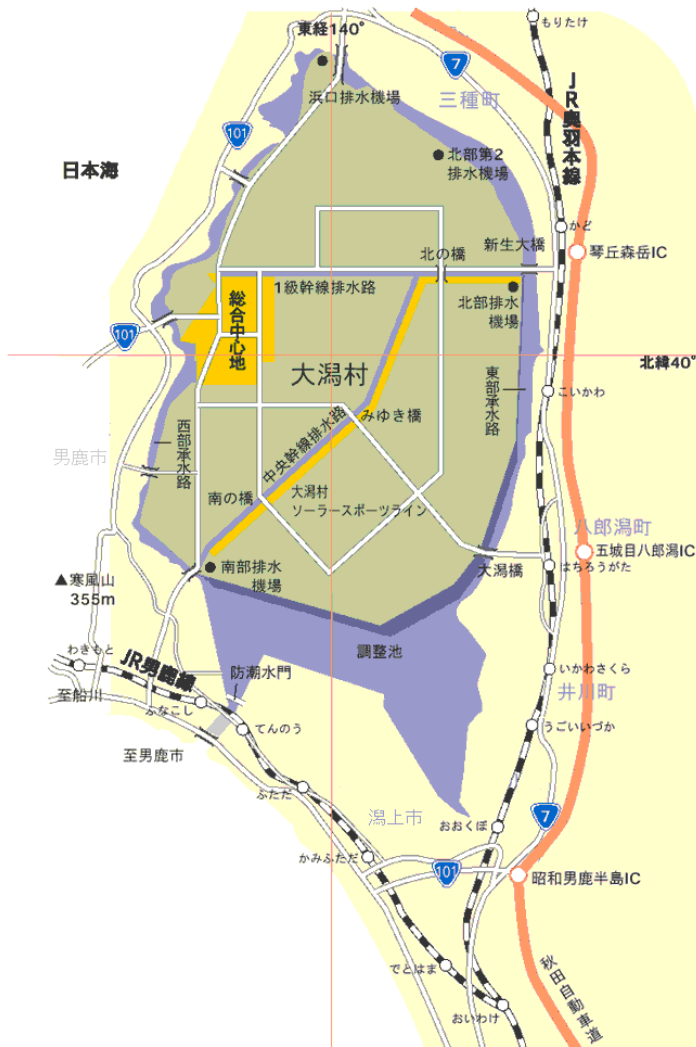 東経140°
もりたけ
7
三種町
浜口排水機場
JR奥羽本線
101
日本海
北部第2
排水機場
かど
北の橋
新生大橋
琴丘森岳IC
1級幹線排水路
北部排水
機場
総合中心地
101
北緯40°
大潟村
東部承水路
こいかわ
みゆき橋
西部承水路
中央幹線排水路
男鹿市
南の橋
大潟村
ソーラースポーツライン
八郎潟町
五城目八郎潟IC
はちろうがた
大潟橋
南部排水
機場
▲寒風山
355m
調整池
わきもと
JR男鹿線
防潮水門
いかわさくら
井川町
至船川
ふなこし
てんのう
うごいいづか
至男鹿市
ふただ
潟上市
おおくぼ
7
かみふただ
101
昭和男鹿半島IC
でとはま
秋田自動車道
おいわけ